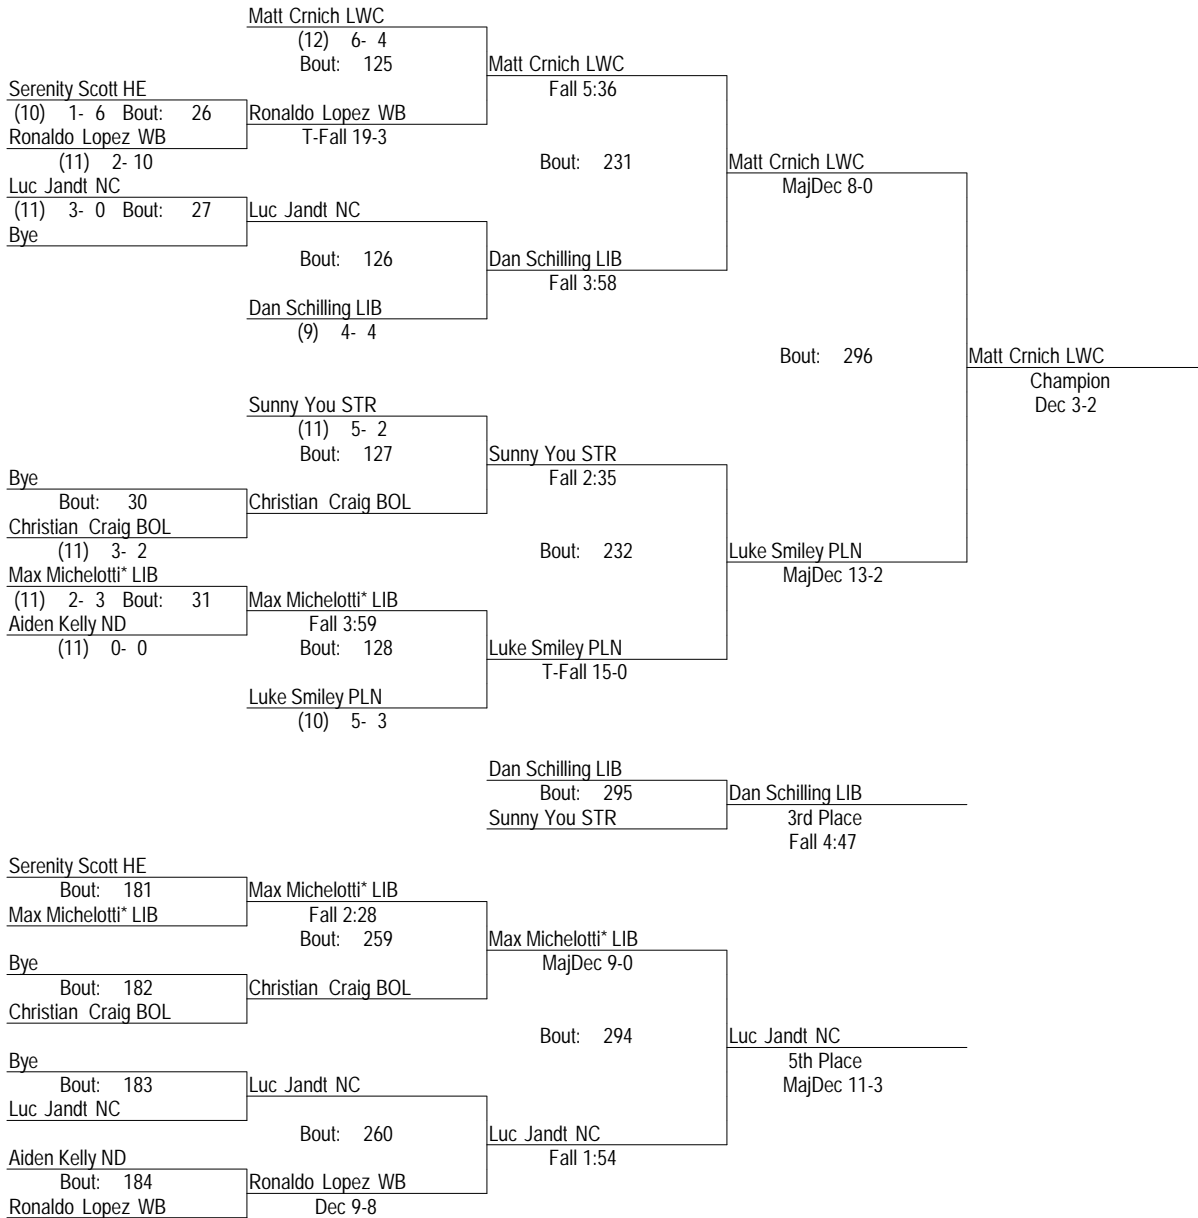 Matt Crnich LWC
(12) 6- 4
Bout: 125
Matt Crnich LWC
Fall 5:36
Serenity Scott HE
(10) 1- 6 Bout: 26
Ronaldo Lopez WB
Ronaldo Lopez WB
T-Fall 19-3
(11) 2- 10
Bout: 231
Matt Crnich LWC
MajDec 8-0
Luc Jandt NC
(11) 3- 0 Bout: 27
Luc Jandt NC
Bye
Bout: 126
Dan Schilling LIB
Fall 3:58
Dan Schilling LIB
(9) 4- 4
Bout: 296
Matt Crnich LWC
Champion
Dec 3-2
Sunny You STR
(11) 5- 2
Bout: 127
Sunny You STR
Fall 2:35
Bye
Bout: 30
Christian Craig BOL
Christian Craig BOL
(11) 3- 2
Bout: 232
Luke Smiley PLN
MajDec 13-2
Max Michelotti* LIB
(11) 2- 3 Bout: 31
Max Michelotti* LIB
Aiden Kelly ND
Fall 3:59
(11) 0- 0
Bout: 128
Luke Smiley PLN
T-Fall 15-0
Luke Smiley PLN
(10) 5- 3
Dan Schilling LIB
Bout: 295
Dan Schilling LIB
Sunny You STR
3rd Place
Fall 4:47
Serenity Scott HE
Bout: 181
Max Michelotti* LIB
Max Michelotti* LIB
Fall 2:28
Bout: 259
Max Michelotti* LIB
MajDec 9-0
Bye
Bout: 182
Christian Craig BOL
Christian Craig BOL
Bout: 294
Luc Jandt NC
5th Place
MajDec 11-3
Bye
Bout: 183
Luc Jandt NC
Luc Jandt NC
Bout: 260
Luc Jandt NC
Fall 1:54
Aiden Kelly ND
Bout: 184
Ronaldo Lopez WB
Ronaldo Lopez WB
Dec 9-8